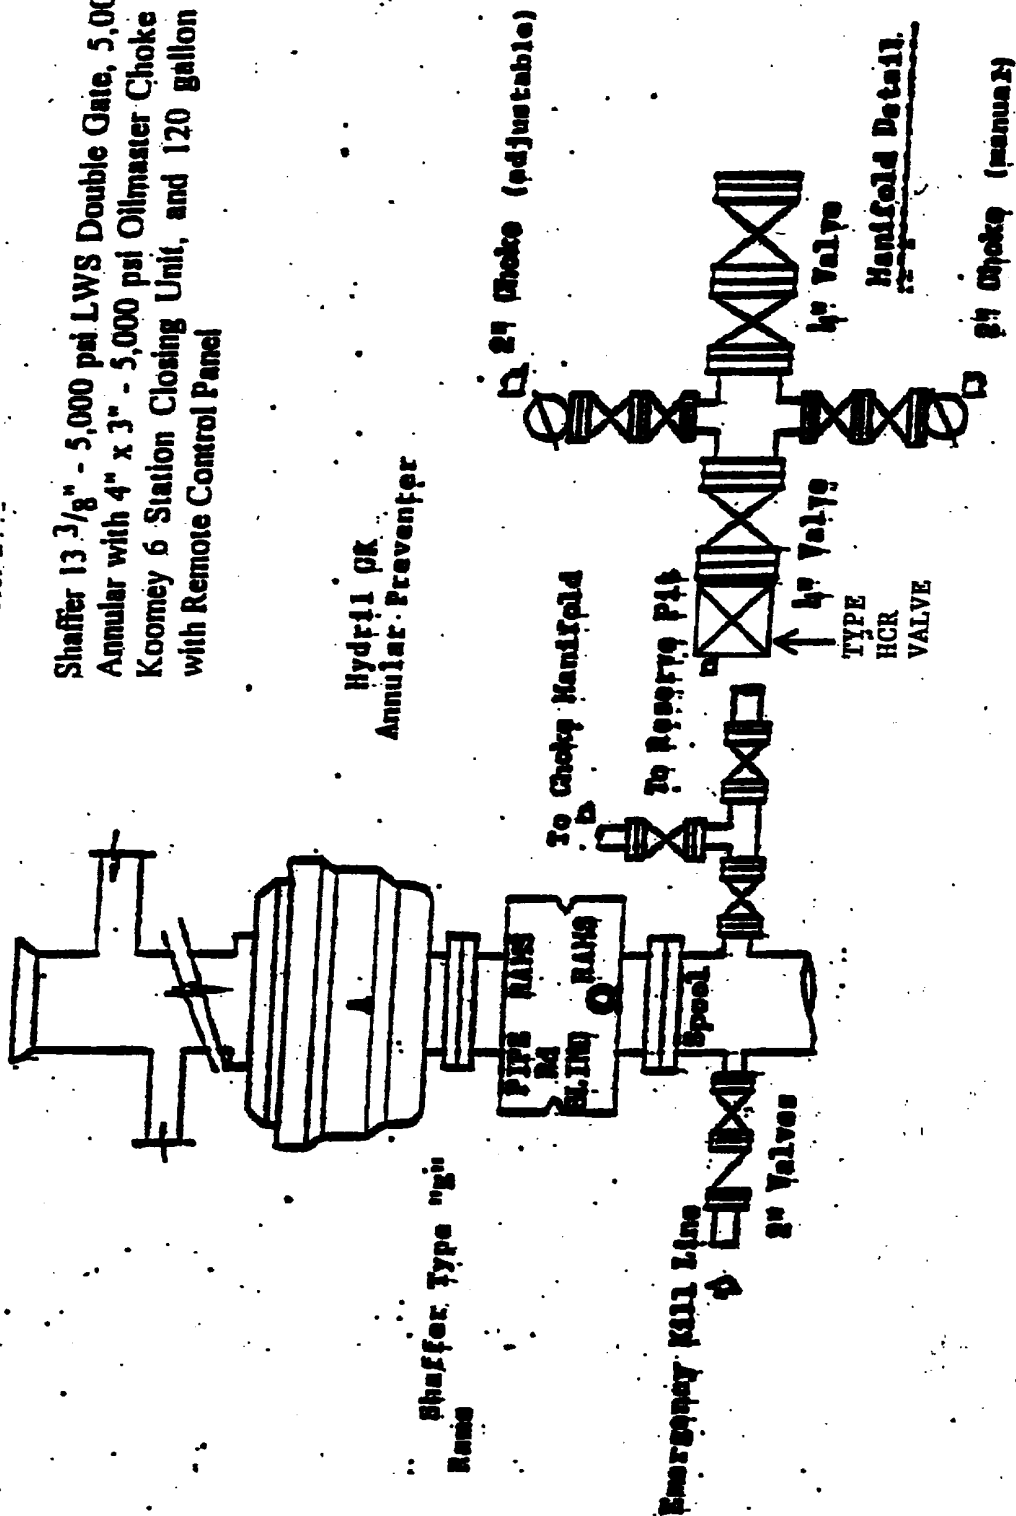 Shaffer 13 3/8" - 5,000 psi LWS Double Gate, 5,00
Annular with 4" x 3" - 5,000 psi Oilmaster Choke
Koomey 6 Station Closing Unit, and 120 gallon
with Remote Control Panel
Hydril GK
Annular Preventer
Shaffer Type "E"
Rams
PIPE RAMS
BLIND RAMS
Spool
Emergency Kill Line
2" Valves
To Choke Manifold
To Reserve Pit
2" Choke (adjustable)
4" Valve
4" Valve
TYPE
HCR
VALVE
Manifold Detail
2" Choke (manual)